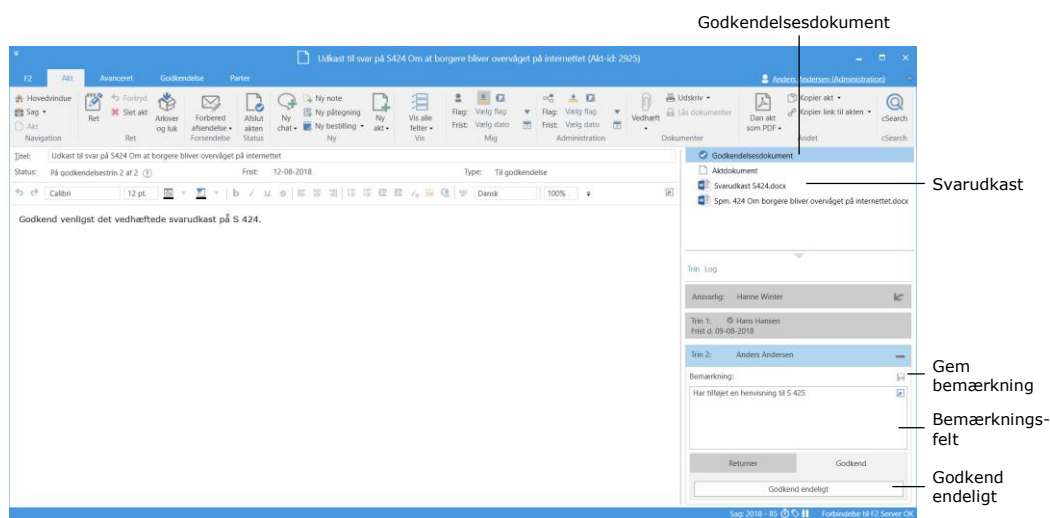 Godkendelsesdokument
Udkast til svar på S424 Om at borgere bliver overvåget på internettet (Akt-id: 2925)
F2 Akt Avanceret Godkendelse Parter Anders Andersen (Administration)
Hovedvindue
Sag
Akt
Navigation
Ret
Fortryd
Slet akt
Ret
Arkiver og luk
Forbered afsendelse
Forsendelse
Afslut akten
Status
Ny chat
Ny note
Ny påtegning
Ny bestilling
Ny akt
Ny
Vis alle felter
Vis
Flag: Vælg flag
Frist: Vælg dato
Mig
Flag: Vælg flag
Frist: Vælg dato
Administration
Vedhæft
Udskriv
Lås dokumenter
Dokumenter
Dan akt som PDF
Kopier akt
Kopier link til akten
Andet
cSearch
cSearch
Titel: Udkast til svar på S424 Om at borgere bliver overvåget på internettet
Status: På godkendelsestrin 2 af 2 Frist: 12-08-2018 Type: Til godkendelse
Calibri 12 pt. b / u Dansk 100%
Godkend venligst det vedhæftede svarudkast på S 424.
Godkendelsesdokument
Aktdokument
Svarudkast S424.docx
Spm. 424 Om borgere bliver overvåget på internettet.docx
Svarudkast
Trin Log
Ansvarlig: Hanne Winter
Trin 1: Hans Hansen
Frist d. 09-08-2018
Trin 2: Anders Andersen
Bemærkning:
Har tilføjet en henvisning til S 425
Gem
bemærkning
Bemærknings-
felt
Returner Godkend
Godkend endeligt
Godkend
endeligt
Sag: 2018 - 85 Forbindelse til F2 Server OK